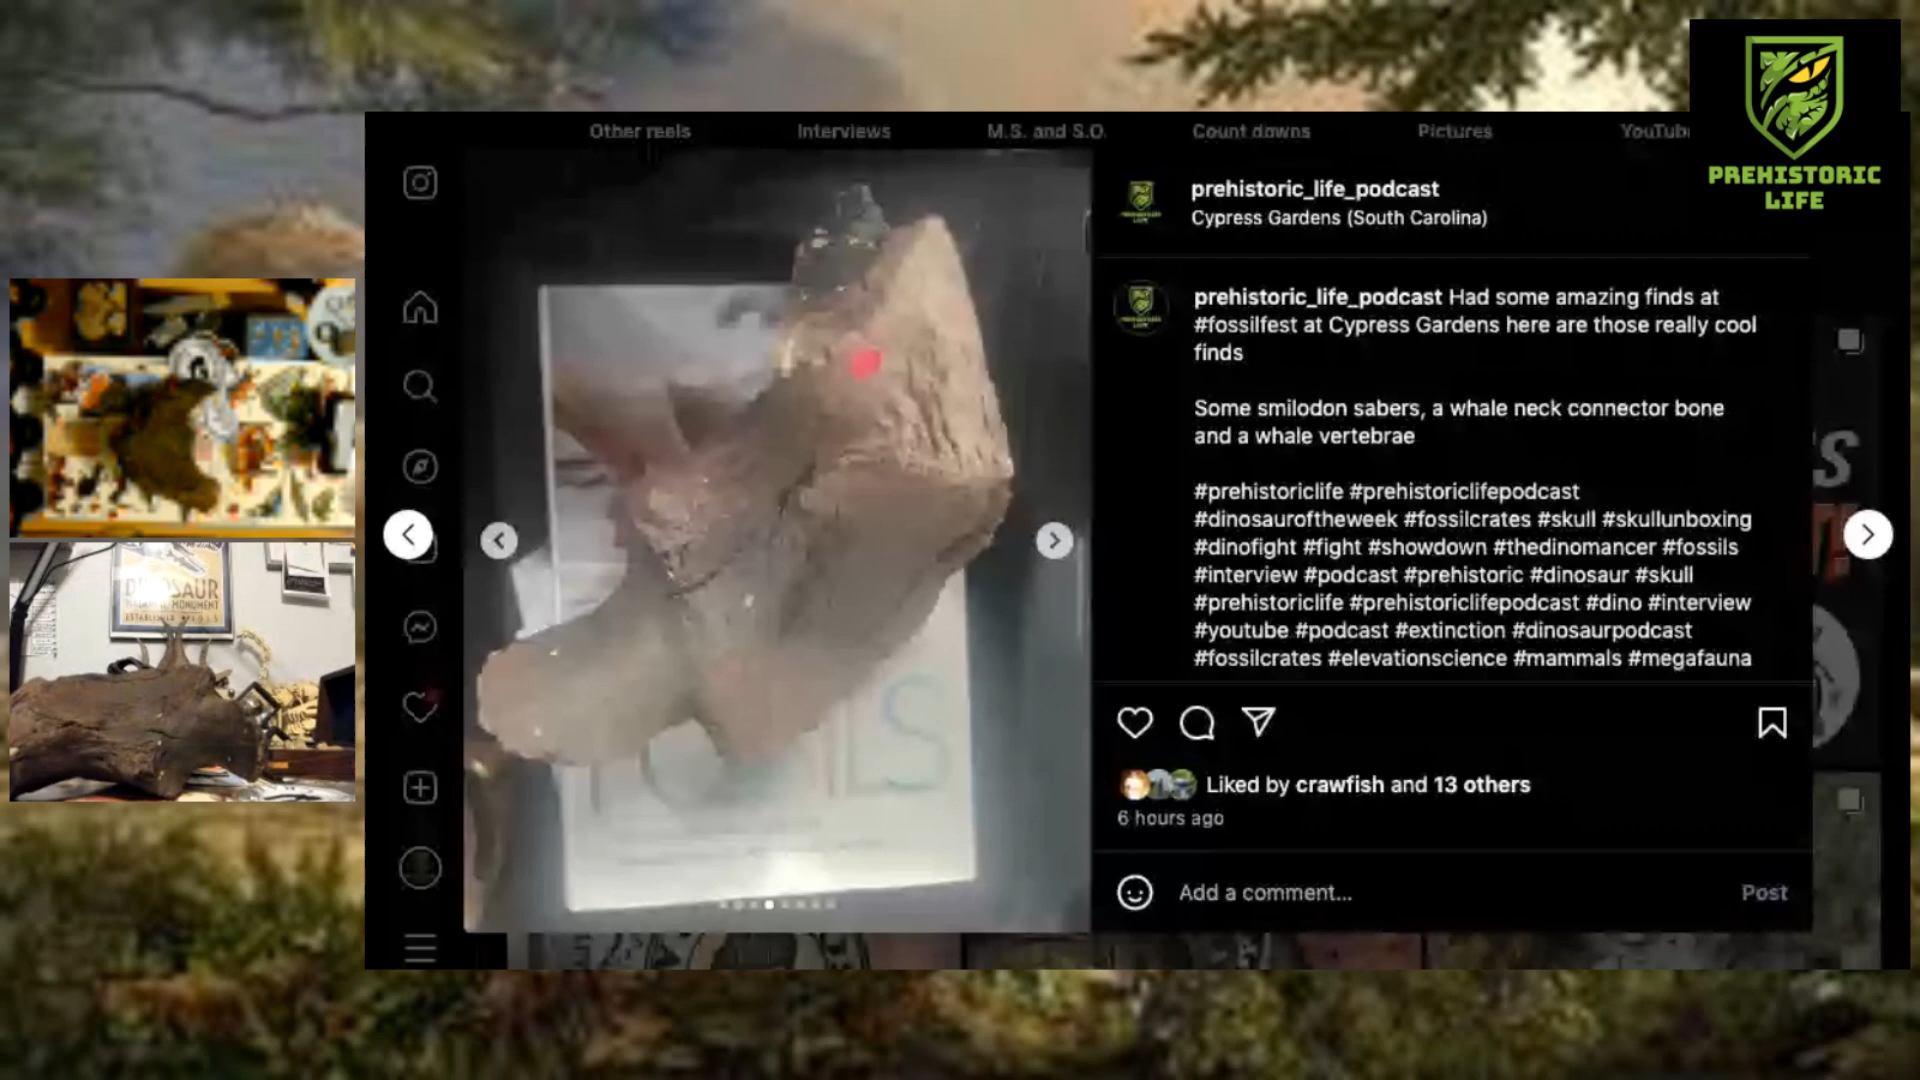 Other reels
Interviews
M.S. and S.O.
Count downs
Pictures
PREHISTORIC
LIFE
prehistoric_life_podcast
Cypress Gardens (South Carolina)
prehistoric_life_podcast Had some amazing finds at
#fossilfest at Cypress Gardens here are those really cool
finds
Some smilodon sabers, a whale neck connector bone
and a whale vertebrae
#prehistoriclife #prehistoriclifepodcast
#dinosauroftheweek #fossilcrates #skull #skullunboxing
#dinofight #fight #showdown #thedinomancer #fossils
#interview #podcast #prehistoric #dinosaur #skull
#prehistoriclife #prehistoriclifepodcast #dino #interview
#youtube #podcast #extinction #dinosaurpodcast
#fossilcrates #elevationscience #mammals #megafauna
Liked by crawfish and 13 others
6 hours ago
Add a comment...
Post
DINOSAUR
MONUMENT